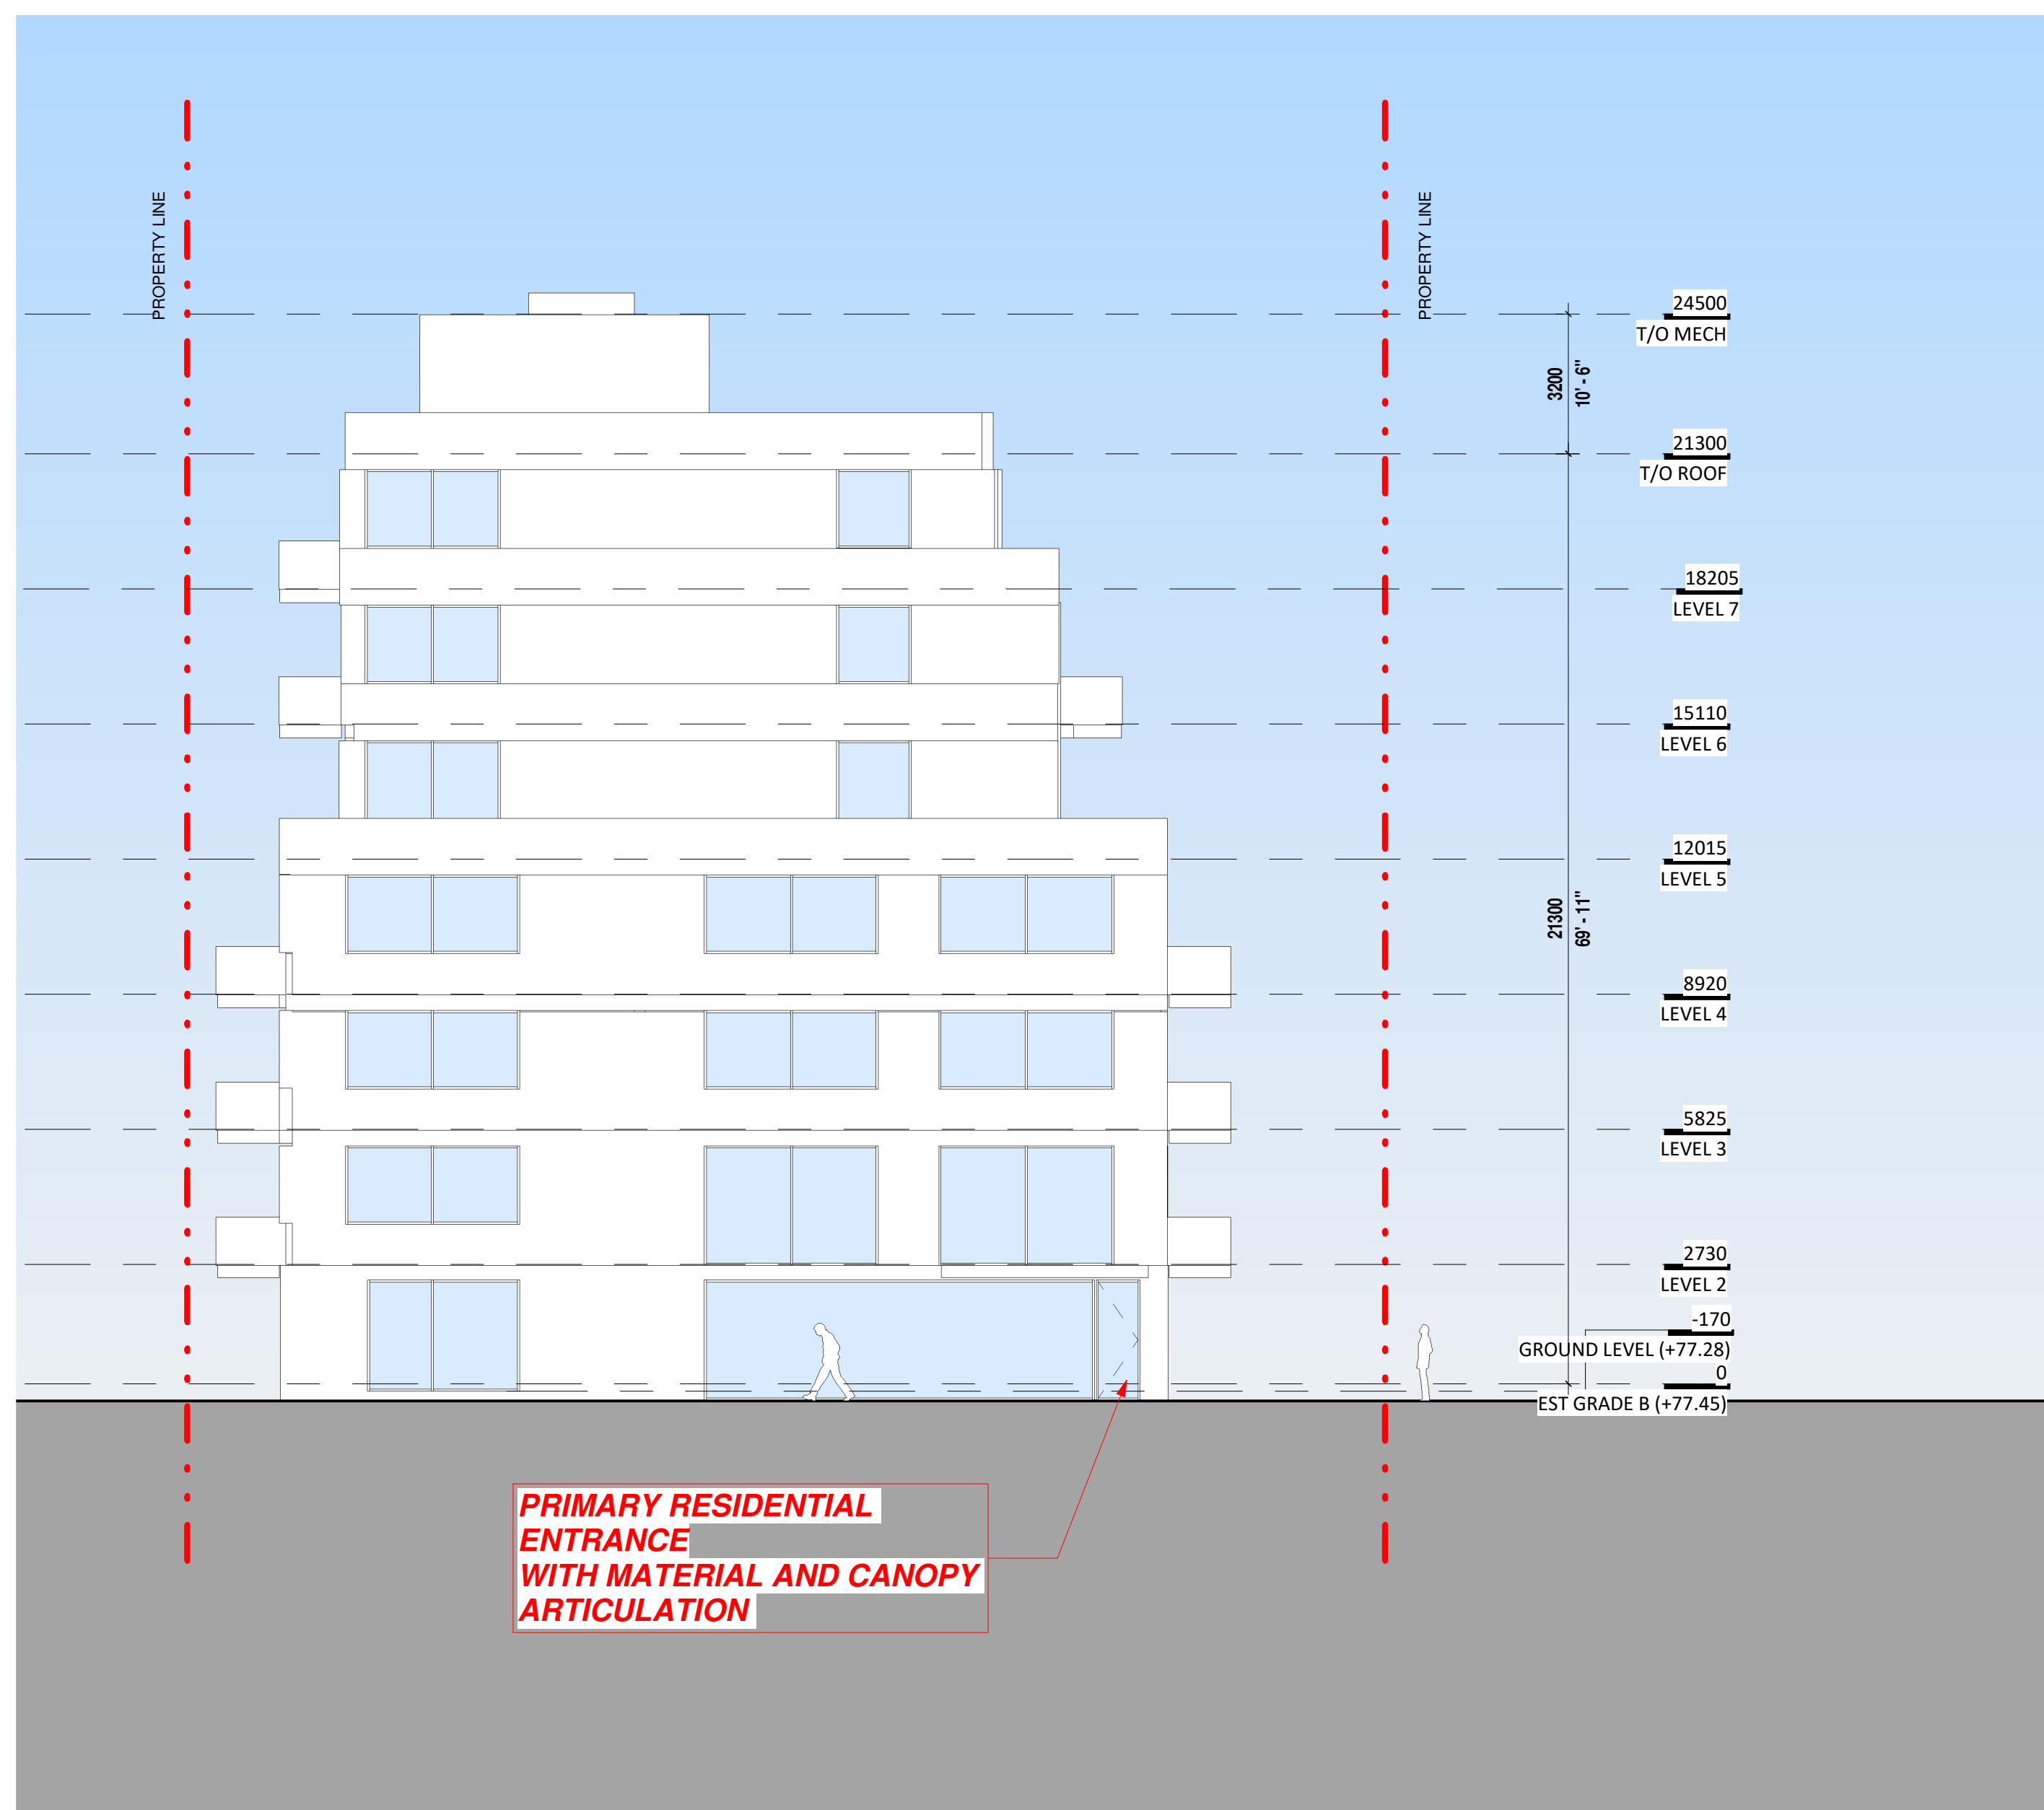 PROPERTY LINE
PROPERTY LINE
24500
T/O MECH
3200
10' - 6"
21300
T/O ROOF
18205
LEVEL 7
15110
LEVEL 6
12015
LEVEL 5
21300
69' - 11"
8920
LEVEL 4
5825
LEVEL 3
2730
LEVEL 2
-170
GROUND LEVEL (+77.28)
0
EST GRADE B (+77.45)
PRIMARY RESIDENTIAL
ENTRANCE
WITH MATERIAL AND CANOPY
ARTICULATION